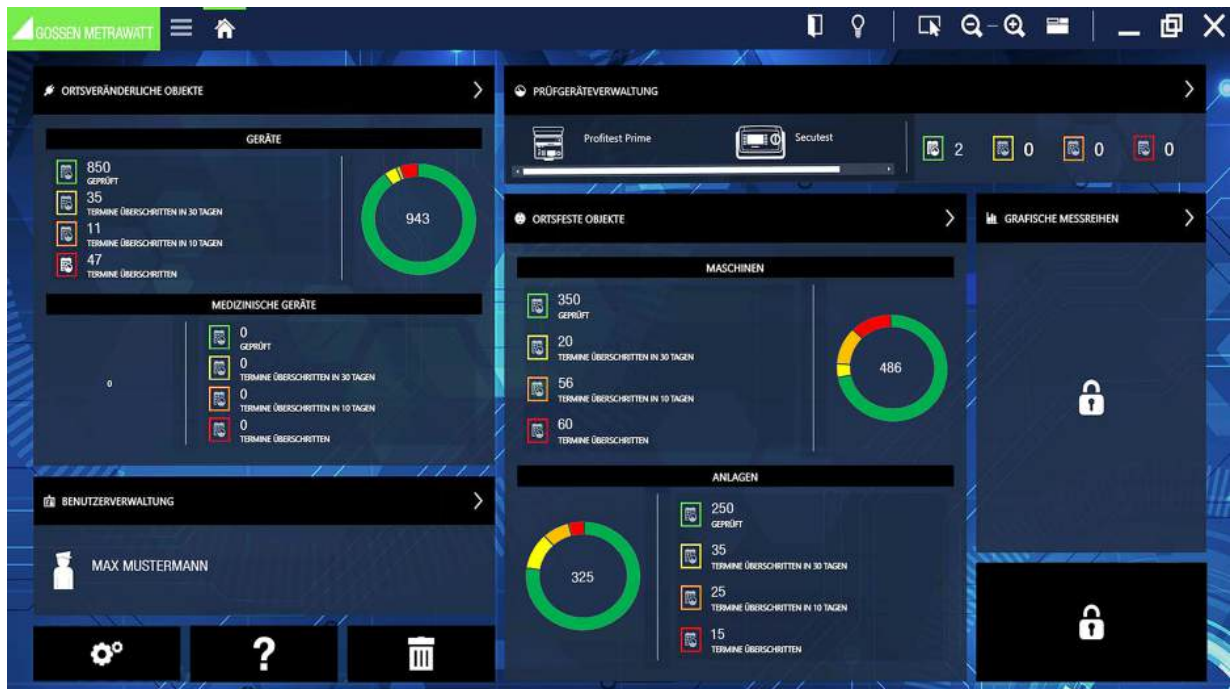 GOSSEN METRAWATT
ORTSVERÄNDERLICHE OBJEKTE
GERÄTE
850
GEPRÜFT
35
TERMINE ÜBERSCHRITTEN IN 30 TAGEN
11
TERMINE ÜBERSCHRITTEN IN 10 TAGEN
47
TERMINE ÜBERSCHRITTEN
943
MEDIZINISCHE GERÄTE
0
0
GEPRÜFT
0
TERMINE ÜBERSCHRITTEN IN 30 TAGEN
0
TERMINE ÜBERSCHRITTEN IN 10 TAGEN
0
TERMINE ÜBERSCHRITTEN
BENUTZERVERWALTUNG
MAX MUSTERMANN
?
PRÜFGERÄTEVERWALTUNG
Profitest Prime
Secutest
2
0
0
0
ORTSFESTE OBJEKTE
MASCHINEN
350
GEPRÜFT
20
TERMINE ÜBERSCHRITTEN IN 30 TAGEN
56
TERMINE ÜBERSCHRITTEN IN 10 TAGEN
60
TERMINE ÜBERSCHRITTEN
486
ANLAGEN
325
250
GEPRÜFT
35
TERMINE ÜBERSCHRITTEN IN 30 TAGEN
25
TERMINE ÜBERSCHRITTEN IN 10 TAGEN
15
TERMINE ÜBERSCHRITTEN
GRAFISCHE MESSREIHEN